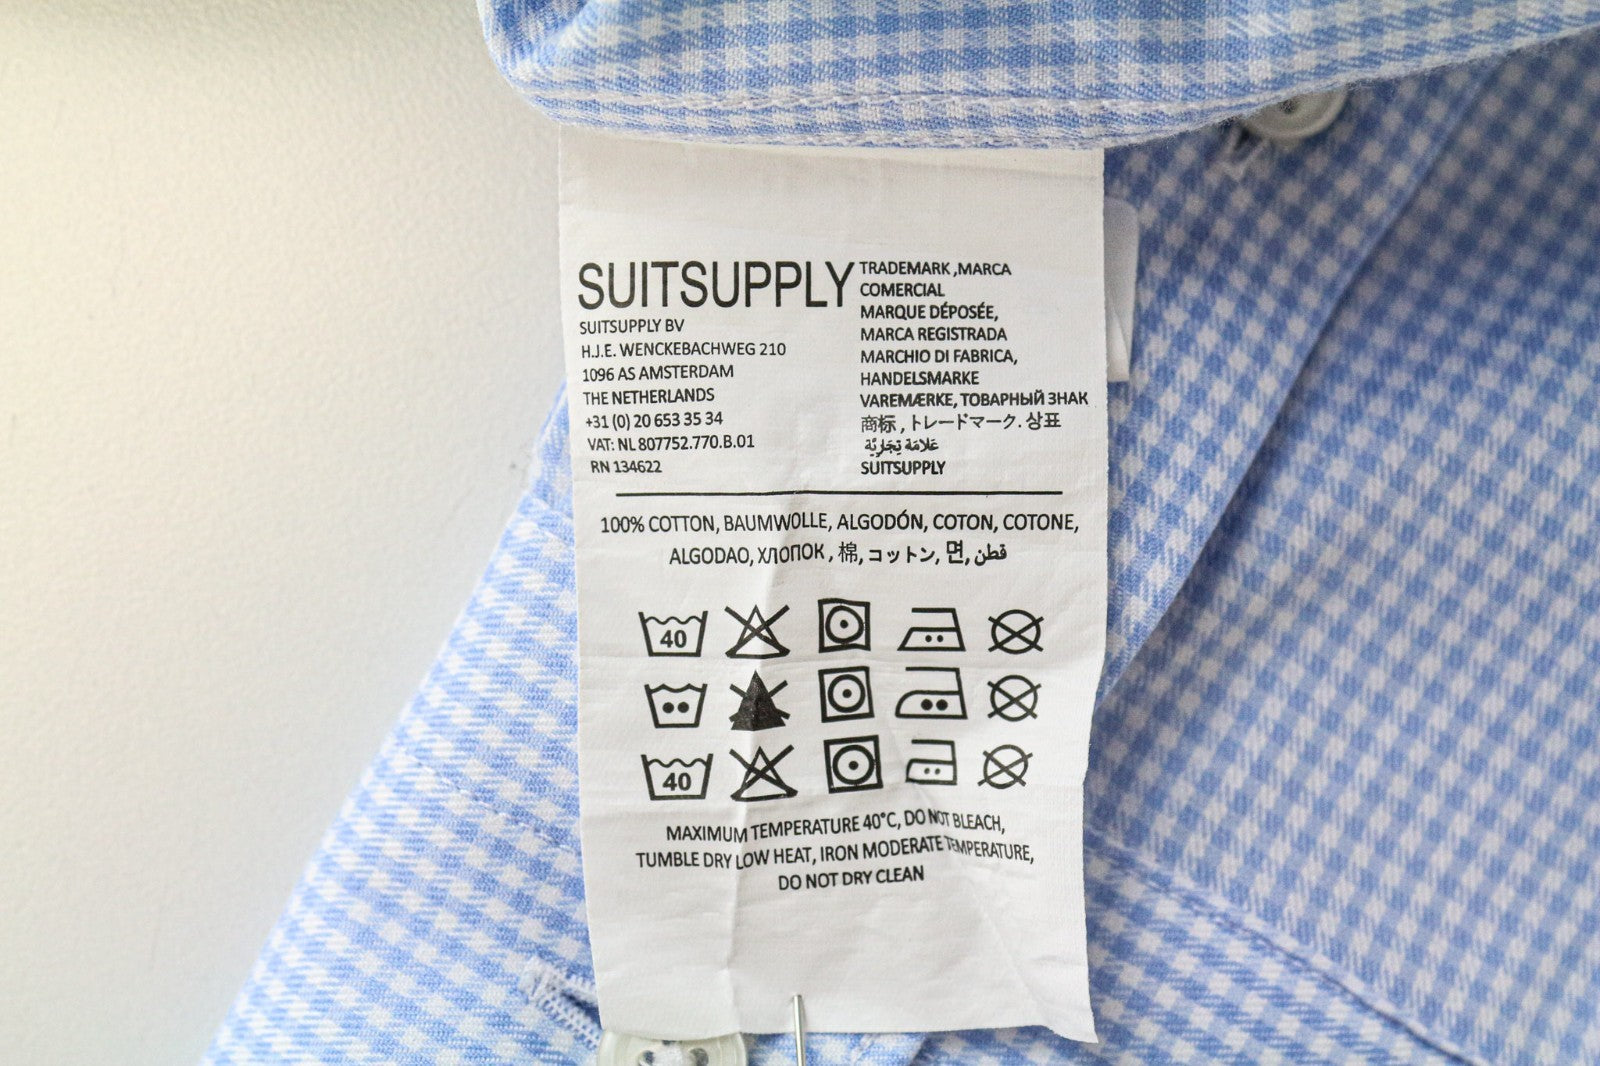 SUITSUPPLY
SUITSUPPLY BV
H.J.E. WENCKEBACHWEG 210
1096 AS AMSTERDAM
THE NETHERLANDS
+31 (0) 20 653 35 34
VAT: NL 807752.770.B.01
RN 134622
TRADEMARK ,MARCA
COMERCIAL
MARQUE DÉPOSÉE,
MARCA REGISTRADA
MARCHIO DI FABRICA,
HANDELSMARKE
VAREMÆRKE, ТОВАРНЫЙ ЗНАК
商标 , トレードマーク. 상표
عَلامَة تِجَارِيَّة
SUITSUPPLY
100% COTTON, BAUMWOLLE, ALGODÓN, COTON, COTONE,
ALGODAO, ХЛОПОК , 棉, コットン, 면, قطن
40
40
MAXIMUM TEMPERATURE 40°C, DO NOT BLEACH,
TUMBLE DRY LOW HEAT, IRON MODERATE TEMPERATURE,
DO NOT DRY CLEAN